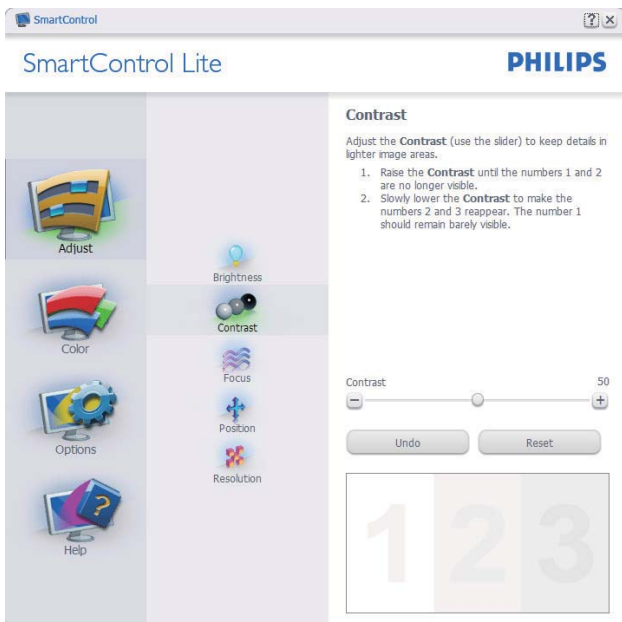 SmartControl
SmartControl Lite
PHILIPS
Adjust
Color
Options
Help
Brightness
Contrast
Focus
Position
Resolution
Contrast
Adjust the Contrast (use the slider) to keep details in
lighter image areas.
1. Raise the Contrast until the numbers 1 and 2
are no longer visible.
2. Slowly lower the Contrast to make the
numbers 2 and 3 reappear. The number 1
should remain barely visible.
Contrast 50
Undo Reset
1 2 3